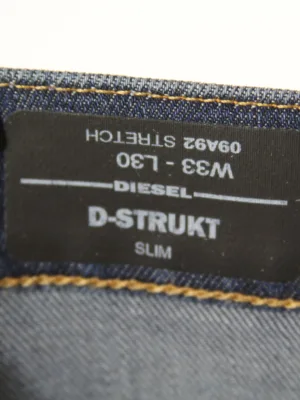 09A92 STRETCH
W33 - L30
DIESEL
D-STRUKT
SLIM